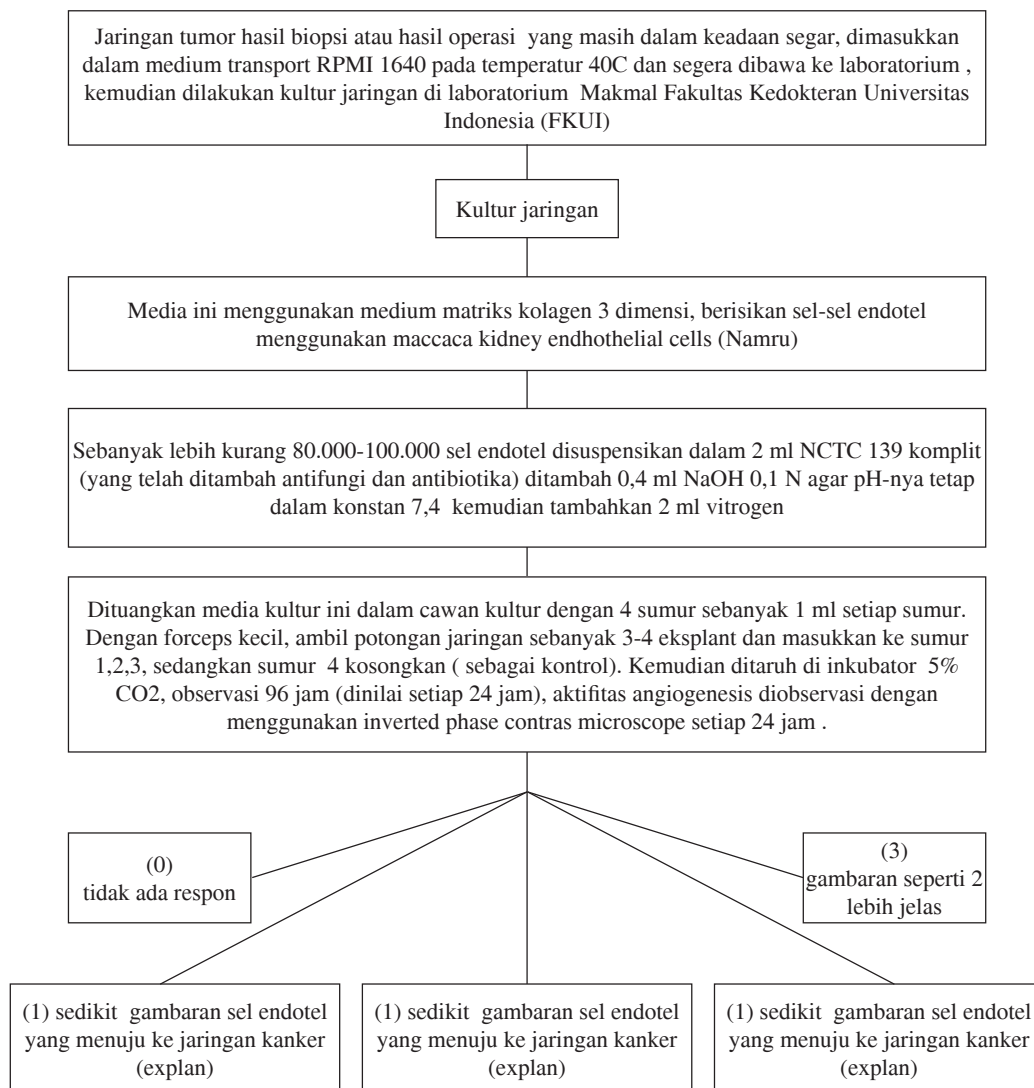 Jaringan tumor hasil biopsi atau hasil operasi yang masih dalam keadaan segar, dimasukkan
dalam medium transport RPMI 1640 pada temperatur 40C dan segera dibawa ke laboratorium ,
kemudian dilakukan kultur jaringan di laboratorium Makmal Fakultas Kedokteran Universitas
Indonesia (FKUI)
Kultur jaringan
Media ini menggunakan medium matriks kolagen 3 dimensi, berisikan sel-sel endotel
menggunakan maccaca kidney endhothelial cells (Namru)
Sebanyak lebih kurang 80.000-100.000 sel endotel disuspensikan dalam 2 ml NCTC 139 komplit
(yang telah ditambah antifungi dan antibiotika) ditambah 0,4 ml NaOH 0,1 N agar pH-nya tetap
dalam konstan 7,4 kemudian tambahkan 2 ml vitrogen
Dituangkan media kultur ini dalam cawan kultur dengan 4 sumur sebanyak 1 ml setiap sumur.
Dengan forceps kecil, ambil potongan jaringan sebanyak 3-4 eksplant dan masukkan ke sumur
1,2,3, sedangkan sumur 4 kosongkan ( sebagai kontrol). Kemudian ditaruh di inkubator 5%
CO2, observasi 96 jam (dinilai setiap 24 jam), aktifitas angiogenesis diobservasi dengan
menggunakan inverted phase contras microscope setiap 24 jam .
(0)
tidak ada respon
(3)
gambaran seperti 2
lebih jelas
(1) sedikit gambaran sel endotel
yang menuju ke jaringan kanker
(explan)
(1) sedikit gambaran sel endotel
yang menuju ke jaringan kanker
(explan)
(1) sedikit gambaran sel endotel
yang menuju ke jaringan kanker
(explan)